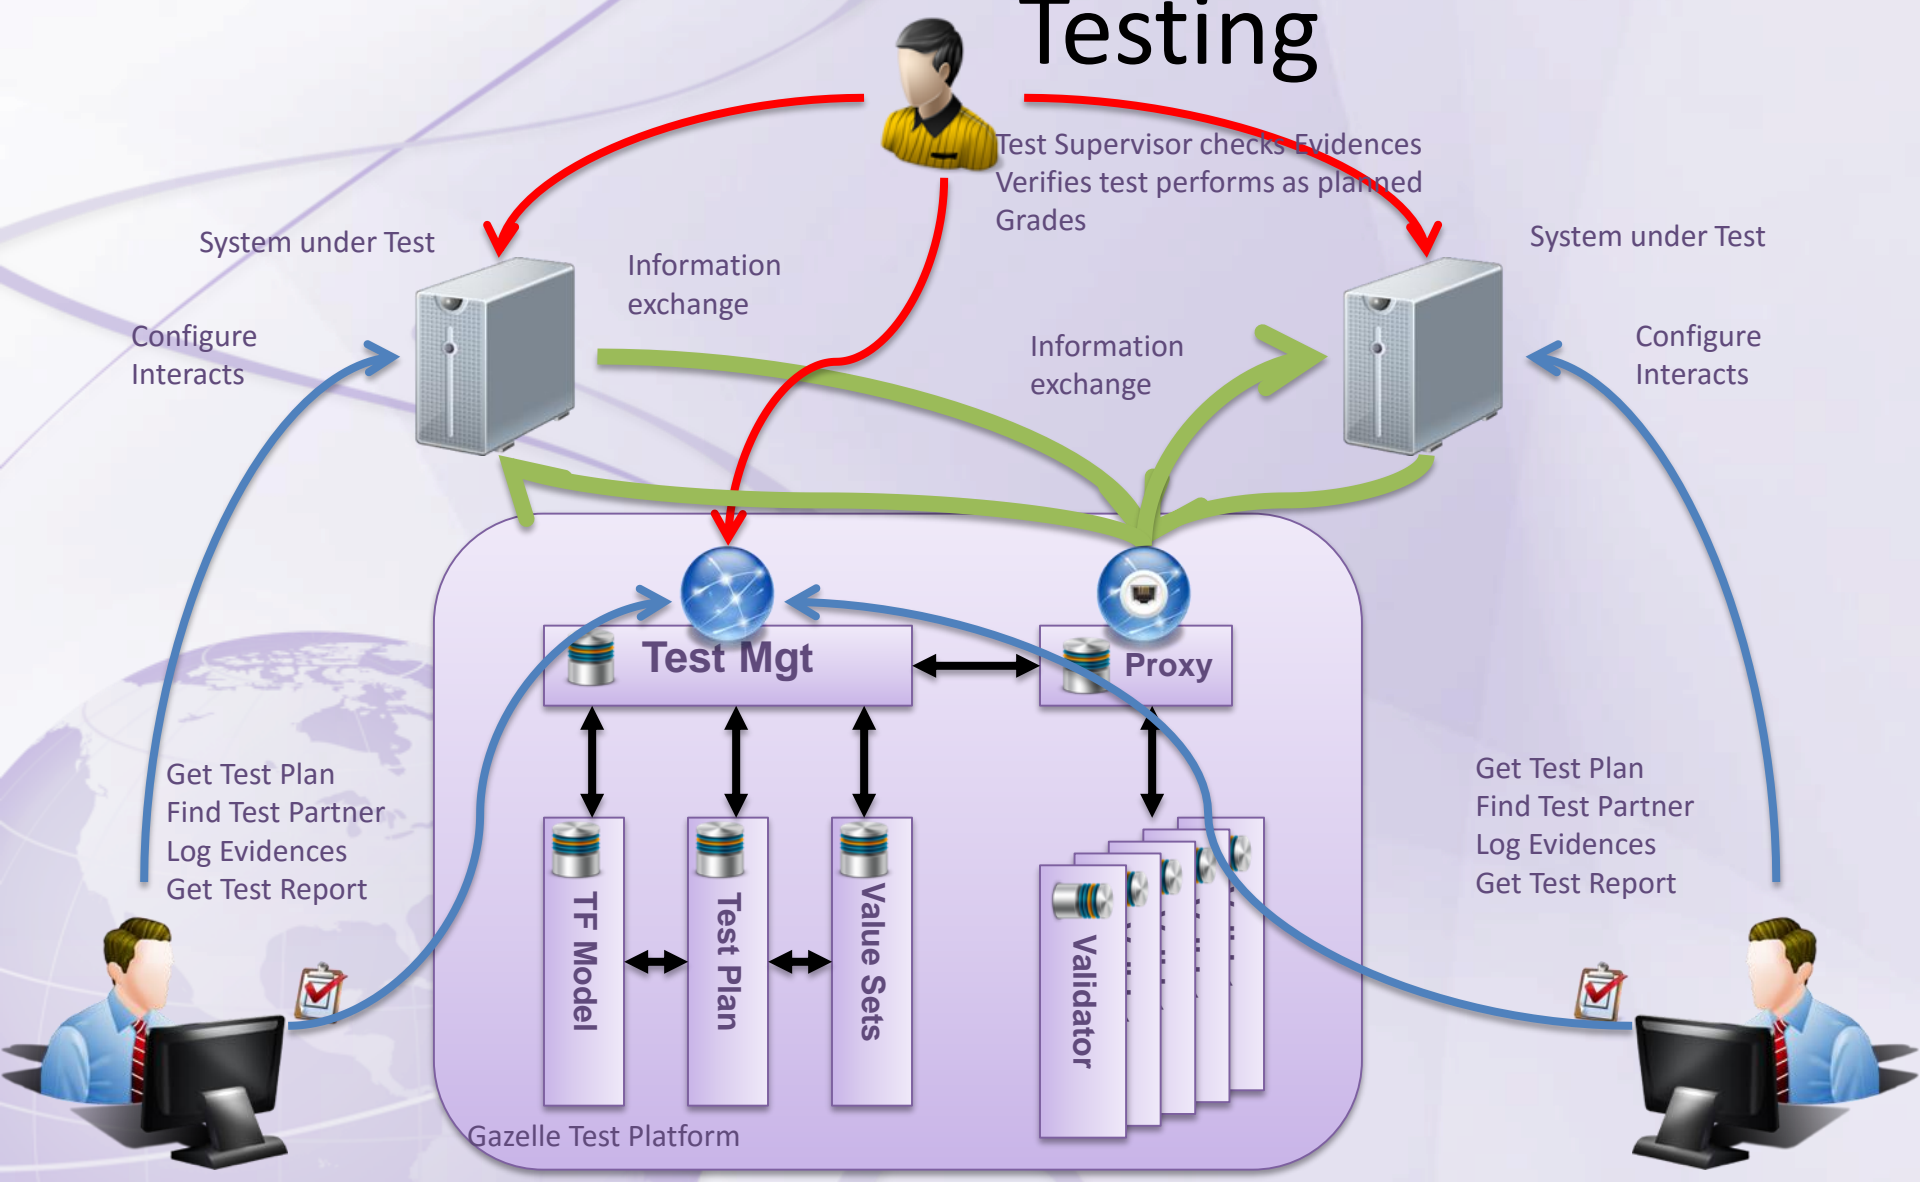 Testing
Test Supervisor checks Evidences
Verifies test performs as planned
Grades
System under Test
System under Test
Information
exchange
Configure
Interacts
Information
exchange
Configure
Interacts
Test Mgt
Proxy
Get Test Plan
Find Test Partner
Log Evidences
Get Test Report
Get Test Plan
Find Test Partner
Log Evidences
Get Test Report
TF Model
Test Plan
Value Sets
Validator
Gazelle Test Platform